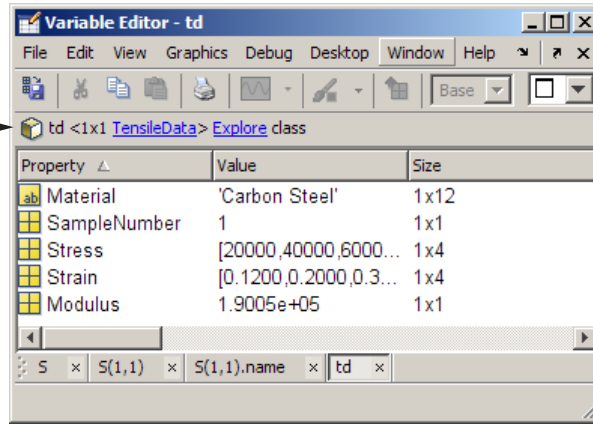 Variable Editor - td
File Edit View Graphics Debug Desktop Window Help
Base
td <1x1 TensileData> Explore class
Property Value Size
ab Material 'Carbon Steel' 1x12
SampleNumber 1 1x1
Stress [20000,40000,6000... 1x4
Strain [0.1200,0.2000,0.3... 1x4
Modulus 1.9005e+05 1x1
S × S(1,1) × S(1,1).name × td ×